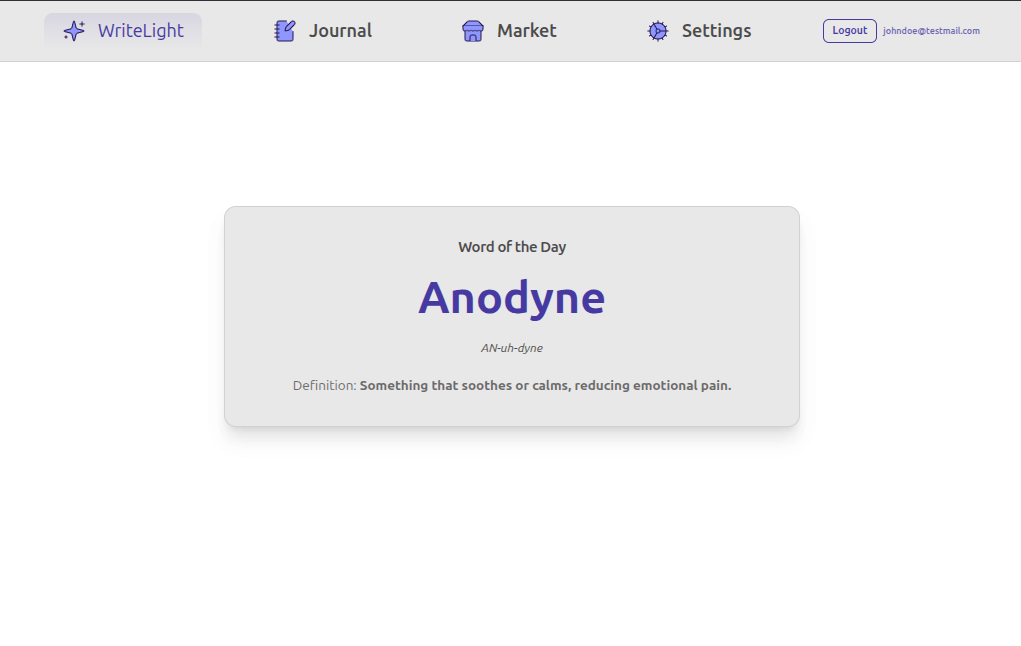 WriteLight
Journal
Market
Settings
Logout
johndoe@testmail.com
Word of the Day
Anodyne
AN-uh-dyne
Definition: Something that soothes or calms, reducing emotional pain.